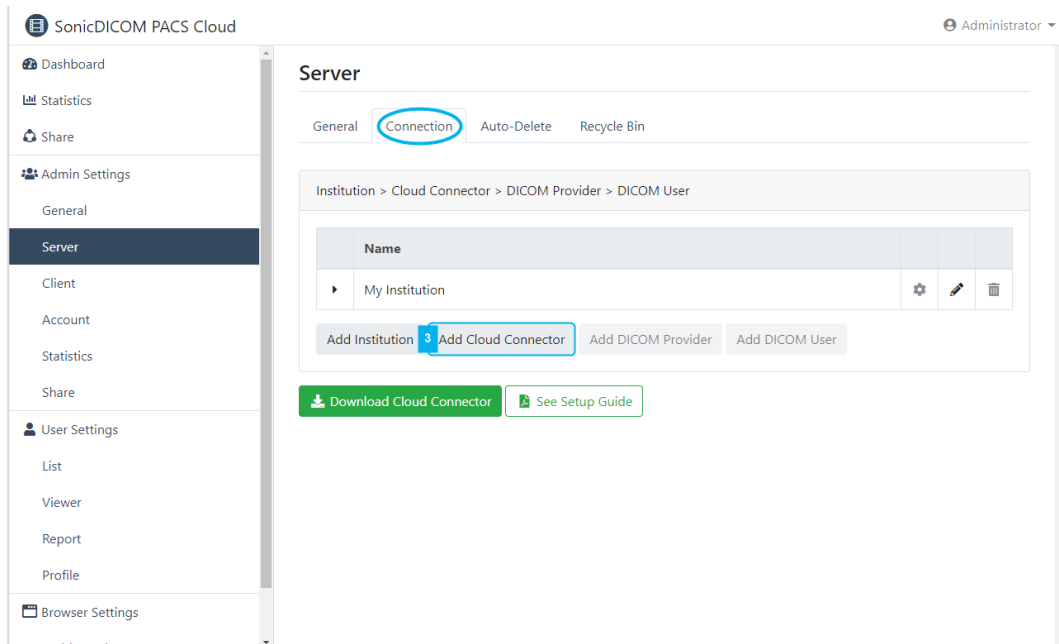 SonicDICOM PACS Cloud
Administrator
Dashboard
Statistics
Share
Admin Settings
General
Server
Client
Account
Statistics
Share
User Settings
List
Viewer
Report
Profile
Browser Settings
Server
General Connection Auto-Delete Recycle Bin
Institution > Cloud Connector > DICOM Provider > DICOM User
Name
My Institution
Add Institution 3 Add Cloud Connector Add DICOM Provider Add DICOM User
Download Cloud Connector See Setup Guide